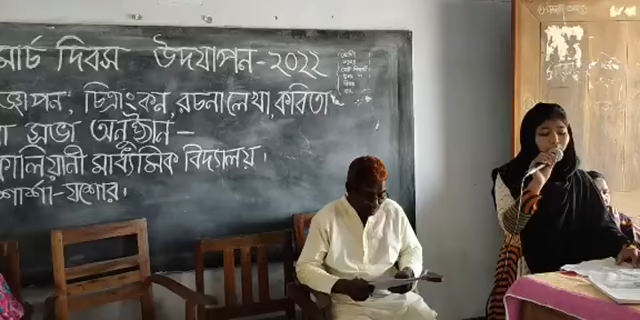 মার্চ দিবস উদযাপন-২০২২
জ্ঞাপন, চিত্রাংকন, রচনা লেখা, কবিতা
সভা অনুষ্ঠান –
কালিয়ানী মাধ্যমিক বিদ্যালয়।
শার্শা-যশোর।